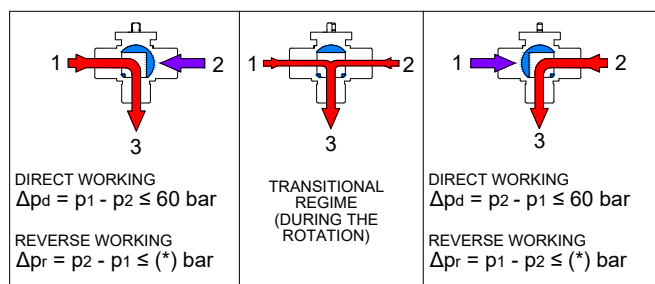 1
2
3
DIRECT WORKING
Δpd = p1 - p2 ≤ 60 bar
REVERSE WORKING
Δpr = p2 - p1 ≤ (*) bar
1
2
3
TRANSITIONAL
REGIME
(DURING THE
ROTATION)
1
2
3
DIRECT WORKING
Δpd = p2 - p1 ≤ 60 bar
REVERSE WORKING
Δpr = p1 - p2 ≤ (*) bar